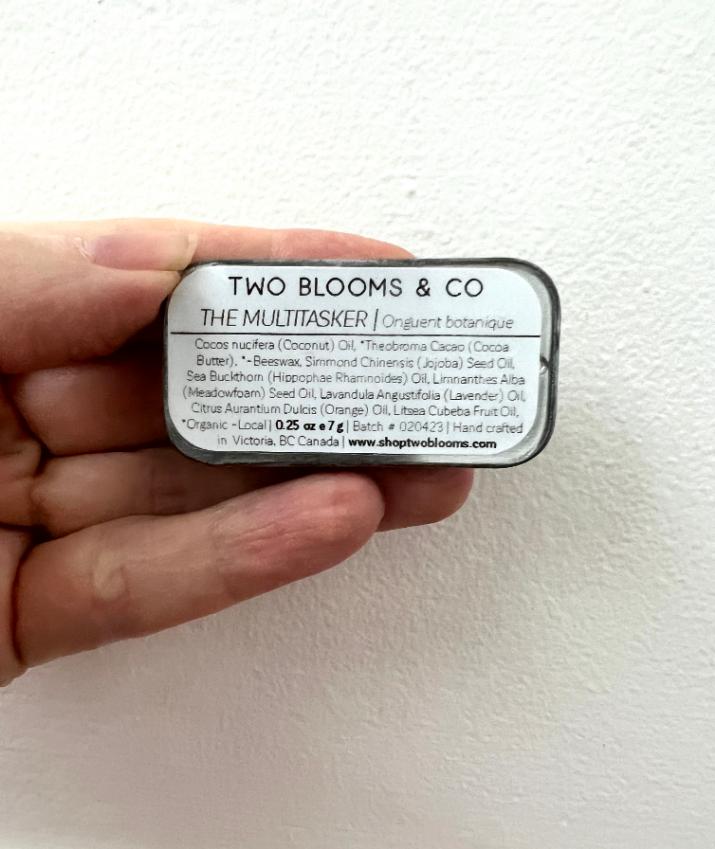 TWO BLOOMS & CO
THE MULTITASKER | Onguent botanique
Cocos nucifera (Coconut) Oil, *Theobroma Cacao (Cocoa
Butter), *~Beeswax, Simmond Chinensis (Jojoba) Seed Oil,
Sea Buckthorn (Hippophae Rhamnoides) Oil, Limnanthes Alba
(Meadowfoam) Seed Oil, Lavandula Angustifolia (Lavender) Oil,
Citrus Aurantium Dulcis (Orange) Oil, Litsea Cubeba Fruit Oil,
*Organic ~Local | 0.25 oz e 7 g | Batch # 020423 | Hand crafted
in Victoria, BC Canada | www.shoptwoblooms.com